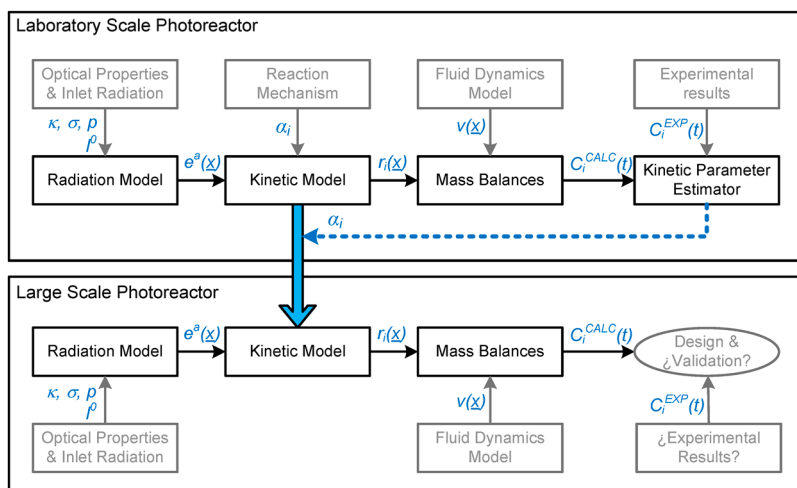 Laboratory Scale Photoreactor
Optical Properties
& Inlet Radiation
Reaction
Mechanism
Fluid Dynamics
Model
Experimental
results
κ, σ, p
I⁰
αᵢ
v(x)
Cᵢᴱˣᴾ(t)
Radiation Model
eᵃ(x)
Kinetic Model
rᵢ(x)
Mass Balances
Cᵢᶜᴬᴸᶜ(t)
Kinetic Parameter
Estimator
αᵢ
Large Scale Photoreactor
Radiation Model
eᵃ(x)
Kinetic Model
rᵢ(x)
Mass Balances
Cᵢᶜᴬᴸᶜ(t)
Design &
¿Validation?
κ, σ, p
I⁰
v(x)
Cᵢᴱˣᴾ(t)
Optical Properties
& Inlet Radiation
Fluid Dynamics
Model
¿Experimental
Results?